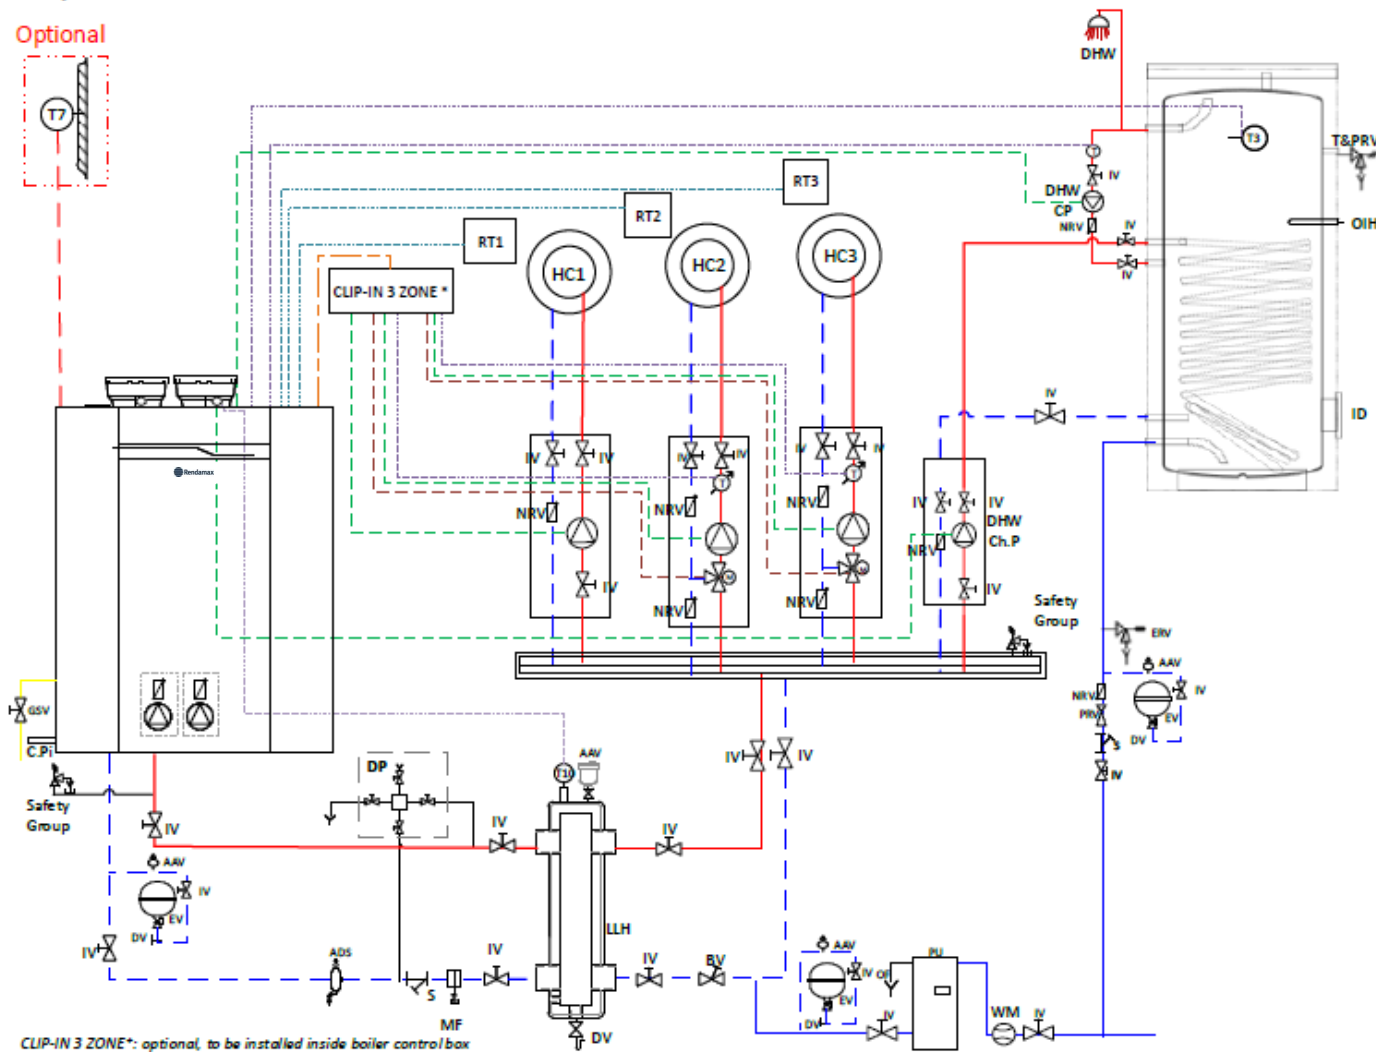 Optional
T7
DHW
T3
T&PRV
RT3
IV
DHW
CP
RT2
NRV
IV
OIH
RT1
HC1
HC2
HC3
IV
CLIP-IN 3 ZONE *
IV
ID
Rendamax
IV
IV
IV
IV
IV
IV
T
T
NRV
NRV
NRV
IV
IV
DHW
Ch.P
NRV
M
M
IV
IV
NRV
NRV
Safety
Group
ERV
AAV
NRV
IV
PRV
EV
DV
S
IV
GSV
C.Pi
DP
IV
IV
T10
AAV
Safety
Group
IV
IV
IV
AAV
IV
EV
DV
IV
LLH
ADS
IV
S
MF
IV
BV
AAV
IV
EV
DV
OF
PU
IV
WM
IV
DV
CLIP-IN 3 ZONE*: optional, to be installed inside boiler control box